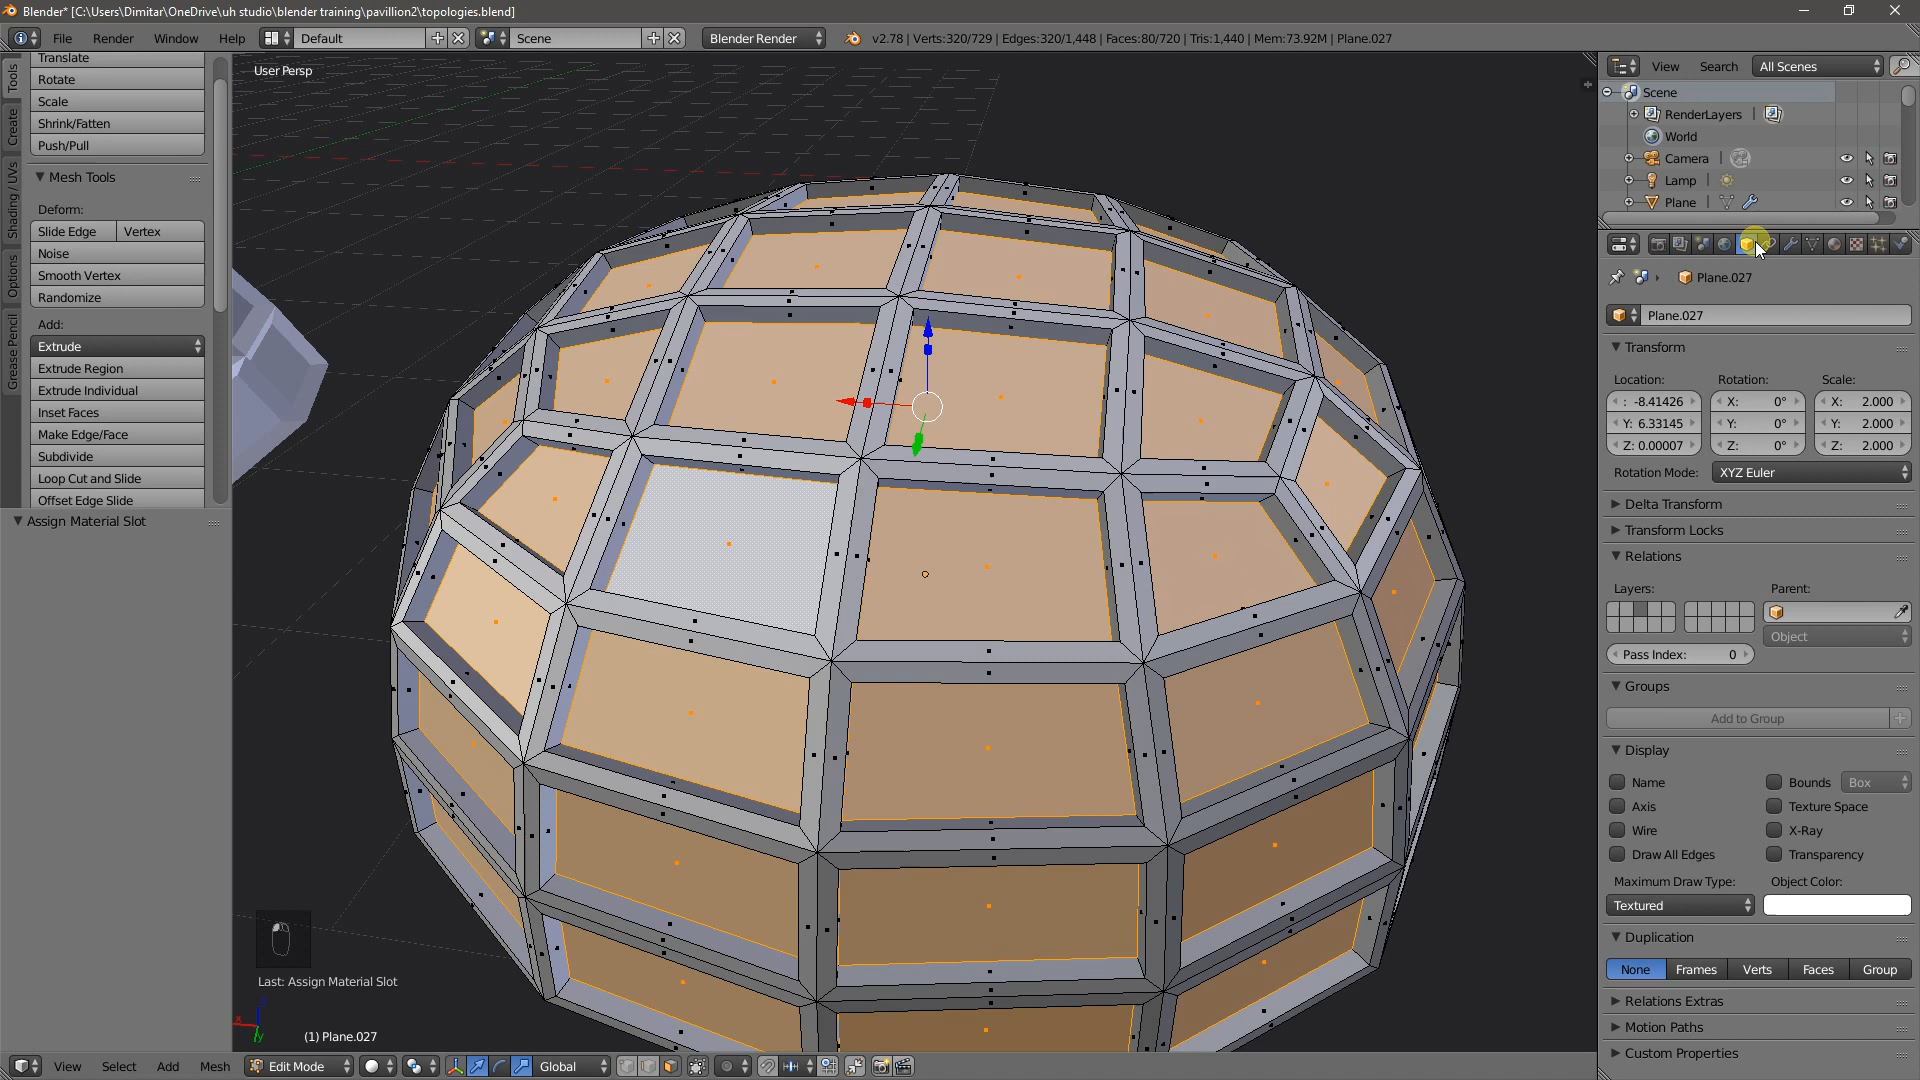 Blender* [C:\Users\Dimitar\OneDrive\uh studio\blender training\pavillion2\topologies.blend]
File Render Window Help Default Scene Blender Render v2.78 | Verts:320/729 | Edges:320/1,448 | Faces:80/720 | Tris:1,440 | Mem:73.92M | Plane.027
Tools
Create
Shading / UVs
Options
Grease Pencil
Translate
Rotate
Scale
Shrink/Fatten
Push/Pull
Mesh Tools
Deform:
Slide Edge Vertex
Noise
Smooth Vertex
Randomize
Add:
Extrude
Extrude Region
Extrude Individual
Inset Faces
Make Edge/Face
Subdivide
Loop Cut and Slide
Offset Edge Slide
Assign Material Slot
User Persp
Last: Assign Material Slot
x
y
(1) Plane.027
View Select Add Mesh Edit Mode Global
View Search All Scenes
Scene
RenderLayers |
World
Camera |
Lamp |
Plane |
Plane.027
Plane.027
Transform
Location: Rotation: Scale:
: -8.41426 X: 0° X: 2.000
Y: 6.33145 Y: 0° Y: 2.000
Z: 0.00007 Z: 0° Z: 2.000
Rotation Mode: XYZ Euler
Delta Transform
Transform Locks
Relations
Layers: Parent:
Object
Pass Index: 0
Groups
Add to Group
Display
Name Bounds Box
Axis Texture Space
Wire X-Ray
Draw All Edges Transparency
Maximum Draw Type: Object Color:
Textured
Duplication
None Frames Verts Faces Group
Relations Extras
Motion Paths
Custom Properties